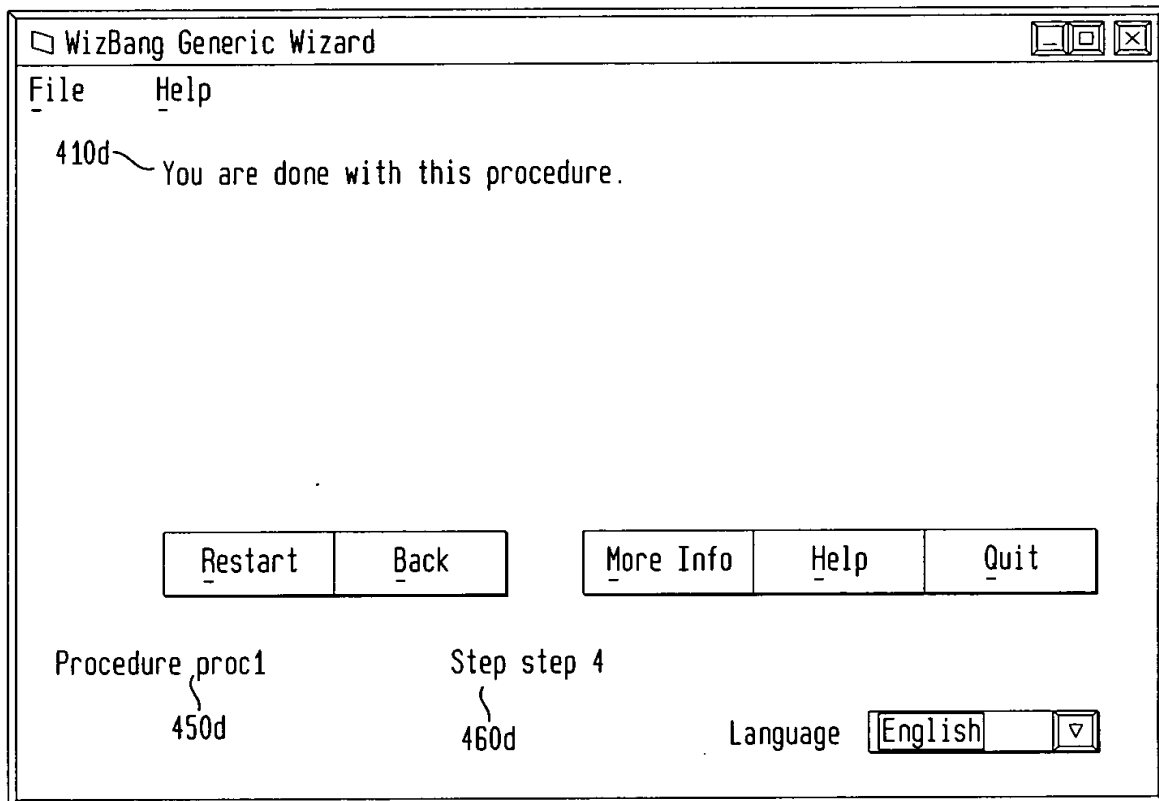 WizBang Generic Wizard
File Help
410d
You are done with this procedure.
Restart Back More Info Help Quit
Procedure proc1 Step step 4
450d 460d
Language English